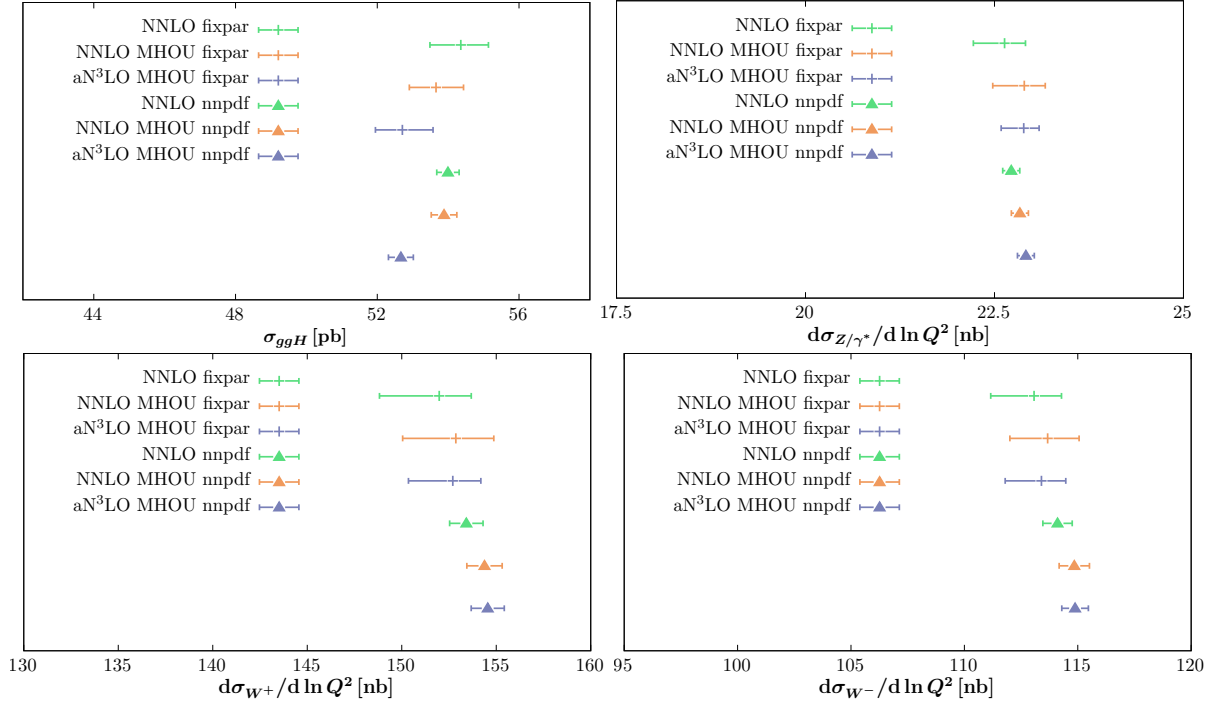 NNLO fixpar
NNLO MHOU fixpar
aN³LO MHOU fixpar
NNLO nnpdf
NNLO MHOU nnpdf
aN³LO MHOU nnpdf
44 48 52 56
σ_{ggH} [pb]
NNLO fixpar
NNLO MHOU fixpar
aN³LO MHOU fixpar
NNLO nnpdf
NNLO MHOU nnpdf
aN³LO MHOU nnpdf
17.5 20 22.5 25
dσ_{Z/γ*}/d ln Q² [nb]
NNLO fixpar
NNLO MHOU fixpar
aN³LO MHOU fixpar
NNLO nnpdf
NNLO MHOU nnpdf
aN³LO MHOU nnpdf
130 135 140 145 150 155 160
dσ_{W⁺}/d ln Q² [nb]
NNLO fixpar
NNLO MHOU fixpar
aN³LO MHOU fixpar
NNLO nnpdf
NNLO MHOU nnpdf
aN³LO MHOU nnpdf
95 100 105 110 115 120
dσ_{W⁻}/d ln Q² [nb]